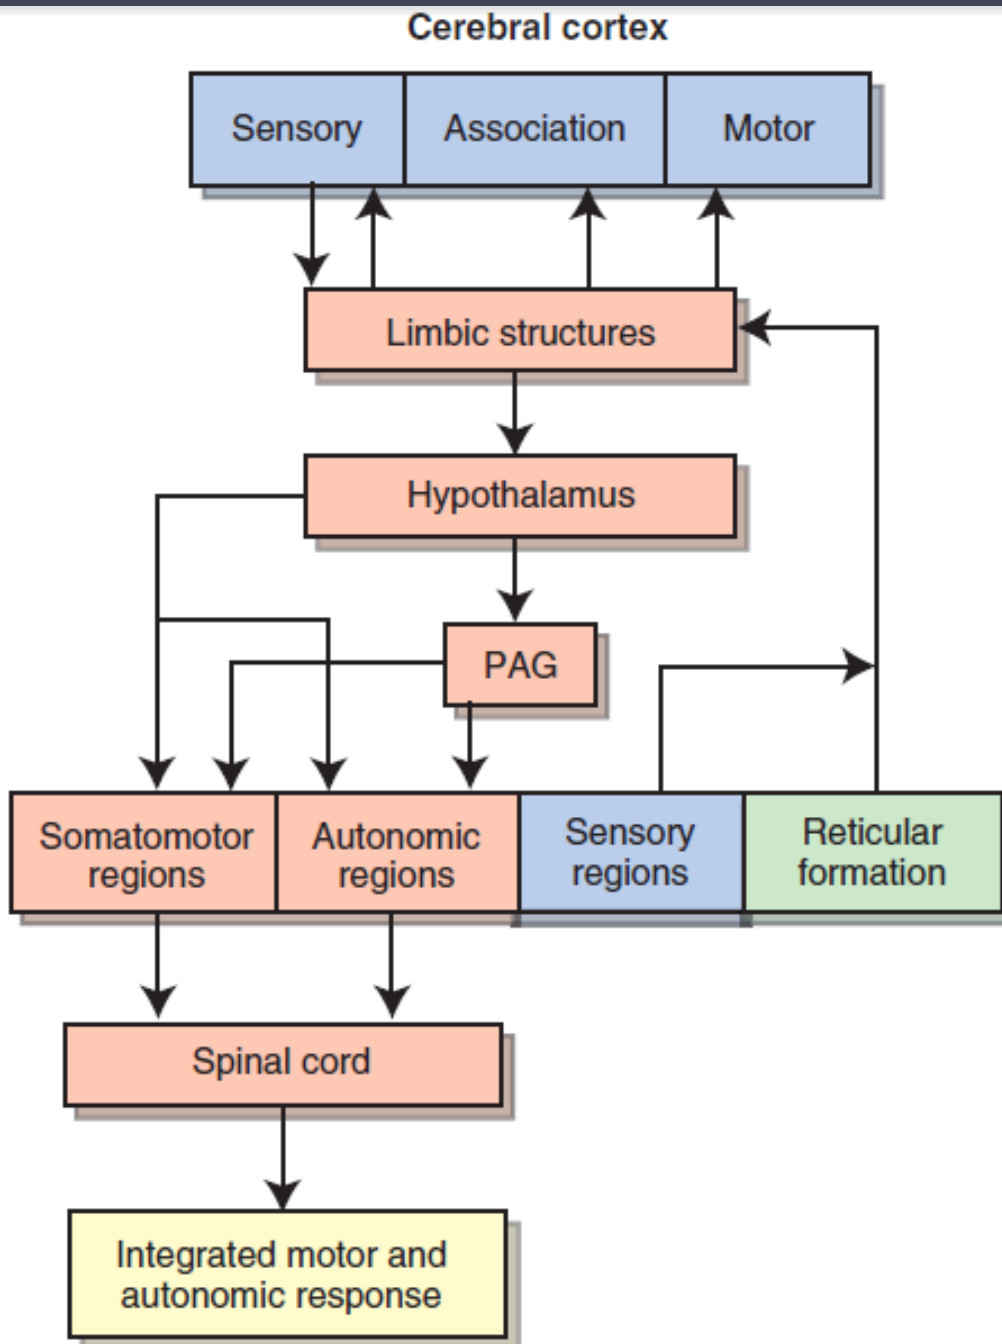 Cerebral cortex
Sensory
Association
Motor
Limbic structures
Hypothalamus
PAG
Somatomotor
regions
Autonomic
regions
Sensory
regions
Reticular
formation
Spinal cord
Integrated motor and
autonomic response